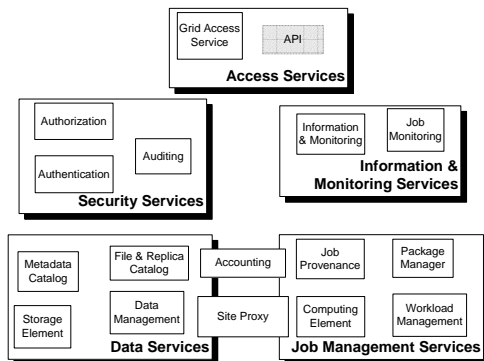 Grid Access
Service
API
Access Services
Authorization
Authentication
Auditing
Security Services
Information
& Monitoring
Job
Monitoring
Information &
Monitoring Services
Metadata
Catalog
File & Replica
Catalog
Storage
Element
Data
Management
Data Services
Accounting
Site Proxy
Job
Provenance
Package
Manager
Computing
Element
Workload
Management
Job Management Services